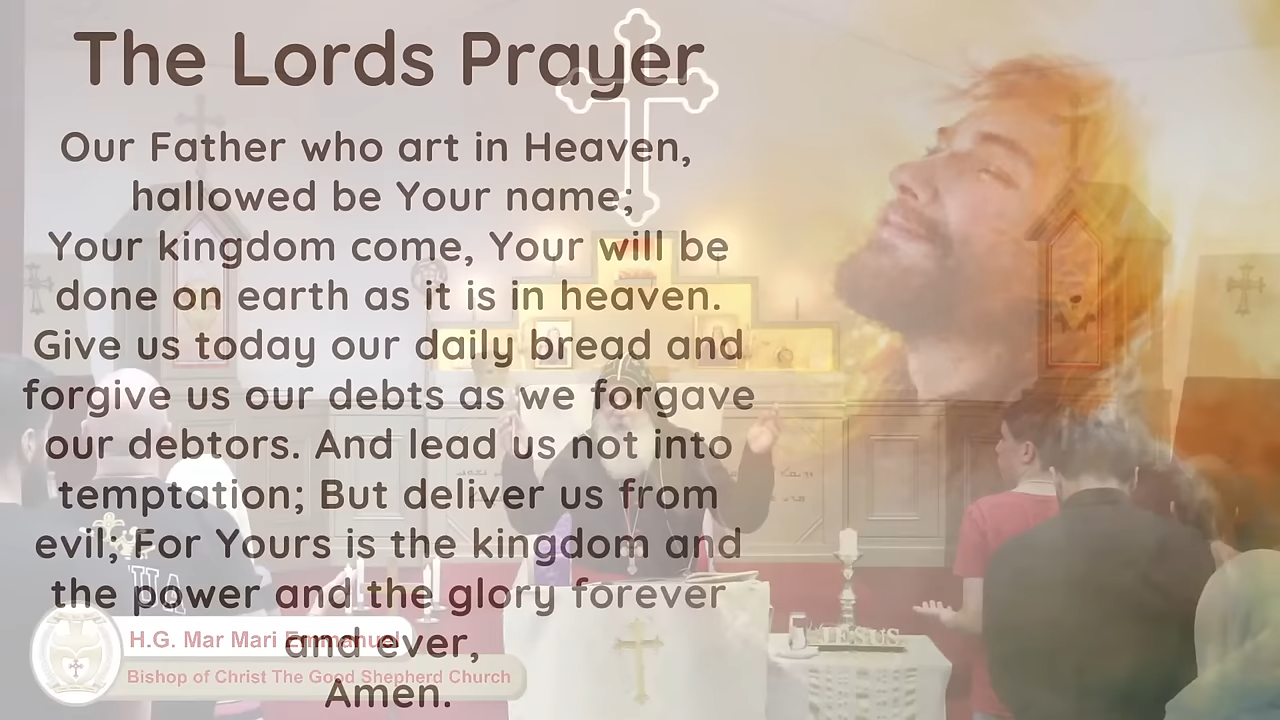 The Lords Prayer
Our Father who art in Heaven,
hallowed be Your name;
Your kingdom come, Your will be
done on earth as it is in heaven.
Give us today our daily bread and
forgive us our debts as we forgave
our debtors. And lead us not into
temptation; But deliver us from
evil; For Yours is the kingdom and
the power and the glory forever
and ever,
Amen.
H.G. Mar Mari Emmanuel
Bishop of Christ The Good Shepherd Church
JESUS